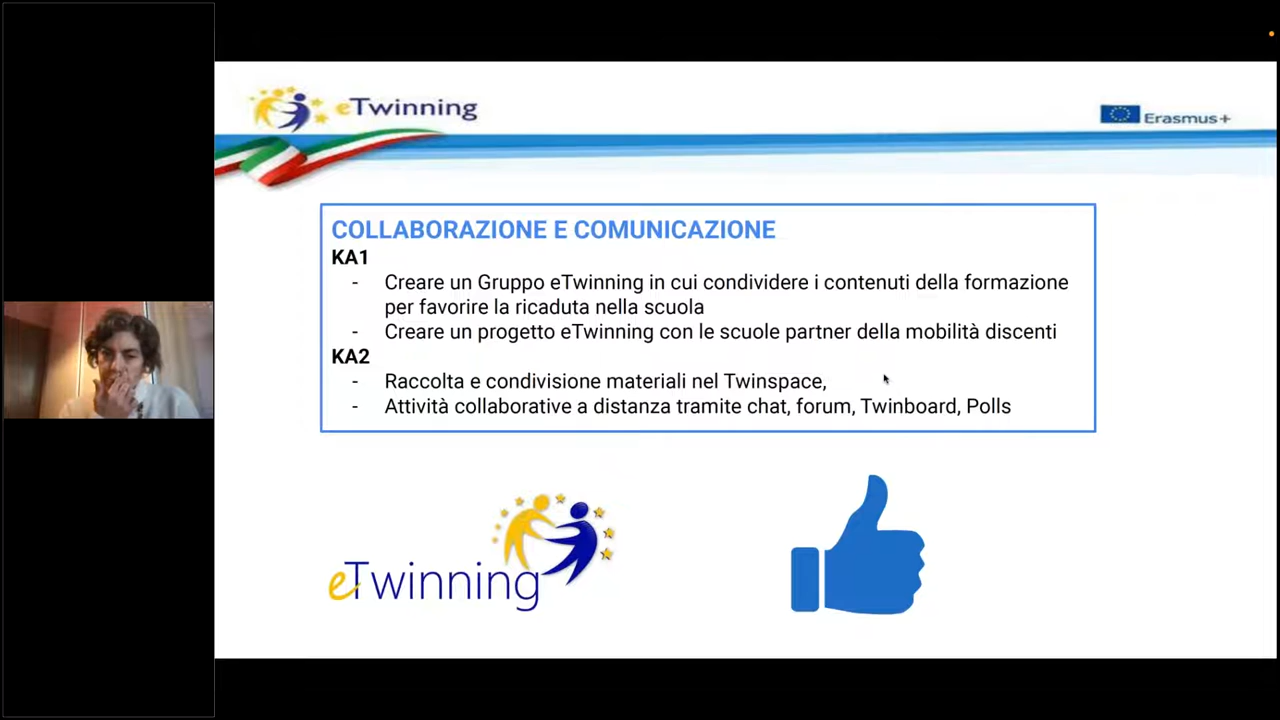 eTwinning
Erasmus+
COLLABORAZIONE E COMUNICAZIONE
KA1
- Creare un Gruppo eTwinning in cui condividere i contenuti della formazione
per favorire la ricaduta nella scuola
- Creare un progetto eTwinning con le scuole partner della mobilità discenti
KA2
- Raccolta e condivisione materiali nel Twinspace,
- Attività collaborative a distanza tramite chat, forum, Twinboard, Polls
eTwinning